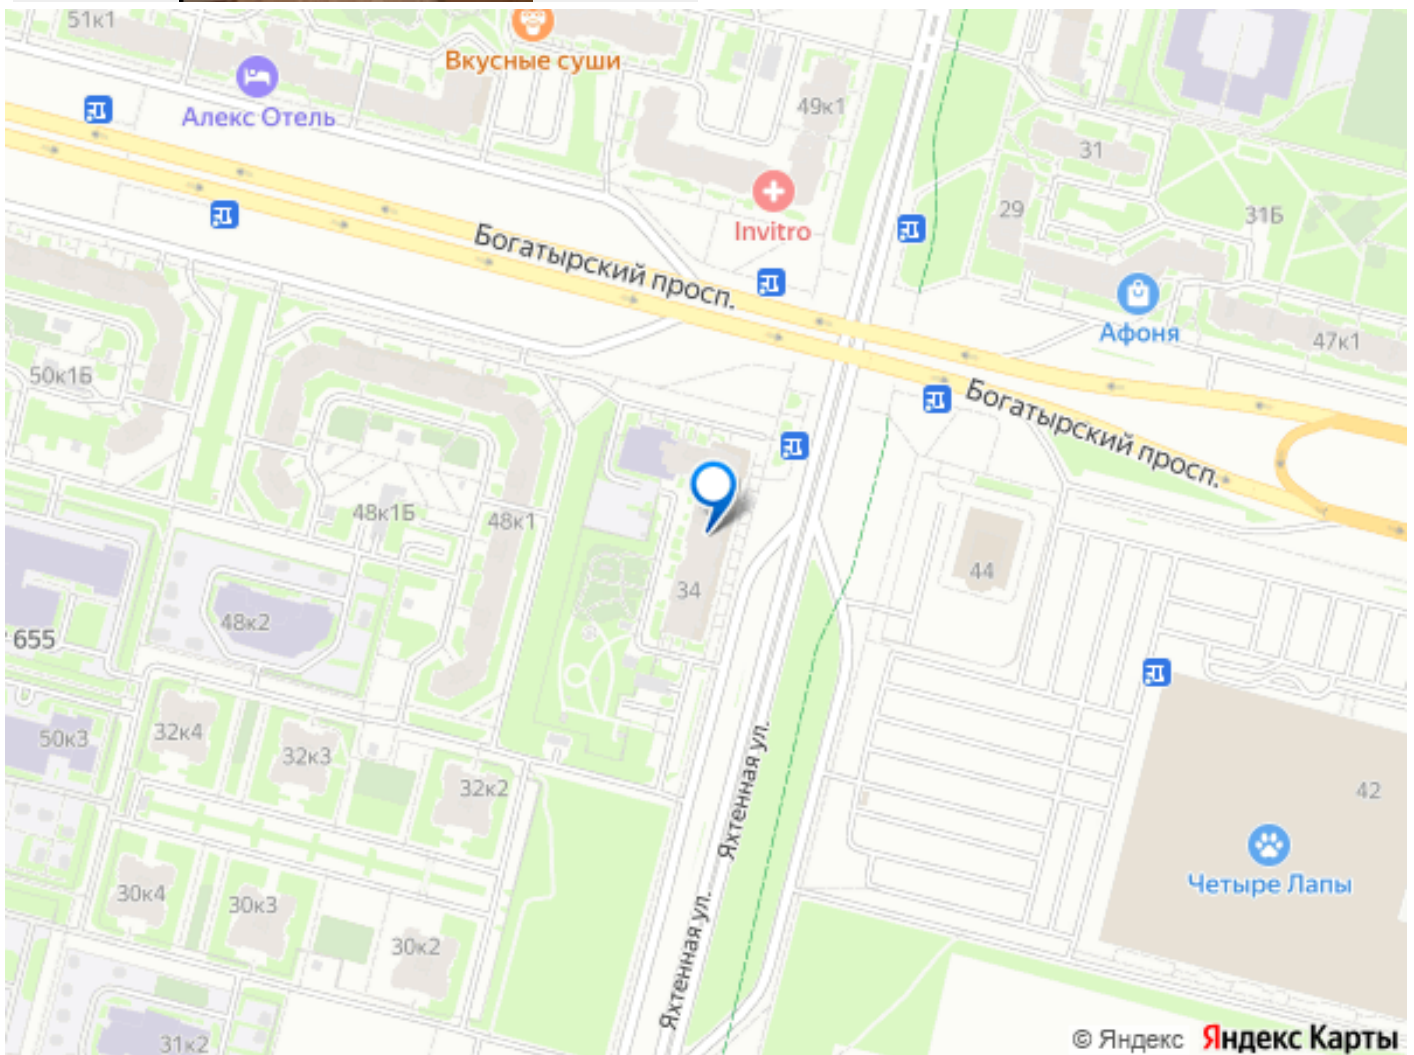 51к1
Вкусные суши
Алекс Отель
49к1
31
Invitro
29
31Б
Богатырский просп.
Афоня
47к1
50к1Б
Богатырский просп.
48к1Б
48к1
44
34
48к2
655
50к3
32к4
32к3
32к2
Яхтенная ул.
42
Четыре Лапы
30к4
30к3
30к2
Яхтенная ул.
31к2
© Яндекс Яндекс Карты